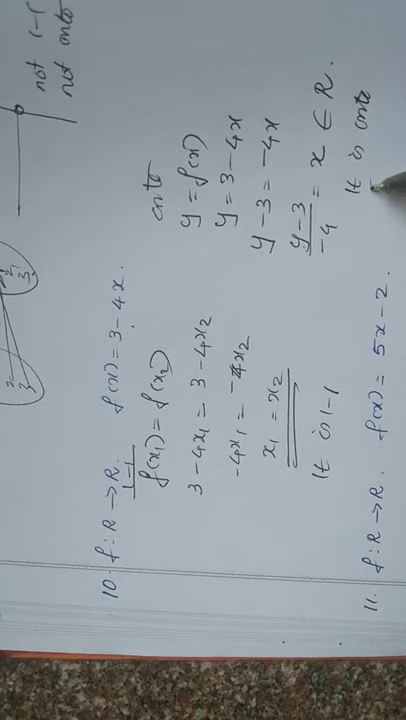 not 1-1
not onto
10. f : R → R. f(x) = 3 - 4x.
1-1
f(x₁) = f(x₂)
3 - 4x₁ = 3 - 4x₂
-4x₁ = -4x₂
x₁ = x₂
It is 1-1
onto
y = f(x)
y = 3 - 4x
y - 3 = -4x
y - 3 / -4 = x ∈ R.
It is onto
11. f : R → R. f(x) = 5x - 2.